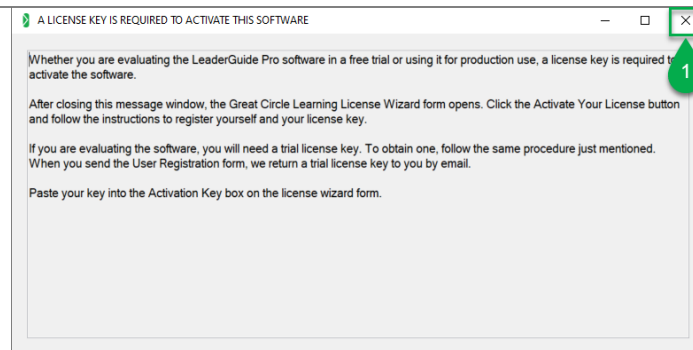 A LICENSE KEY IS REQUIRED TO ACTIVATE THIS SOFTWARE
Whether you are evaluating the LeaderGuide Pro software in a free trial or using it for production use, a license key is required to
1
activate the software.
After closing this message window, the Great Circle Learning License Wizard form opens. Click the Activate Your License button
and follow the instructions to register yourself and your license key.
If you are evaluating the software, you will need a trial license key. To obtain one, follow the same procedure just mentioned.
When you send the User Registration form, we return a trial license key to you by email.
Paste your key into the Activation Key box on the license wizard form.